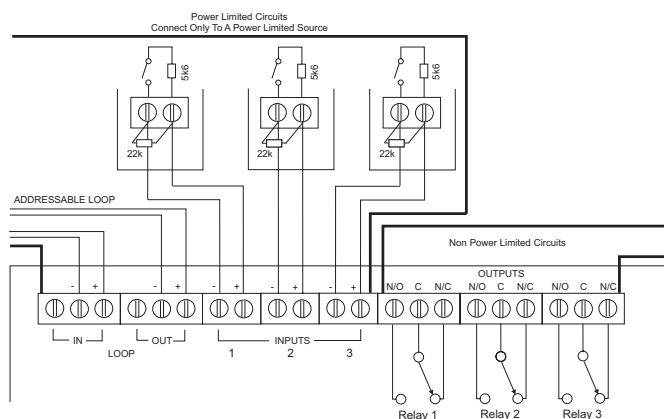 Power Limited Circuits
Connect Only To A Power Limited Source
5k6
5k6
5k6
22k
22k
22k
ADDRESSABLE LOOP
Non Power Limited Circuits
OUTPUTS
- + - + - + - + - + N/O C N/C N/O C N/C N/O C N/C
IN OUT INPUTS
LOOP 1 2 3
Relay 1 Relay 2 Relay 3